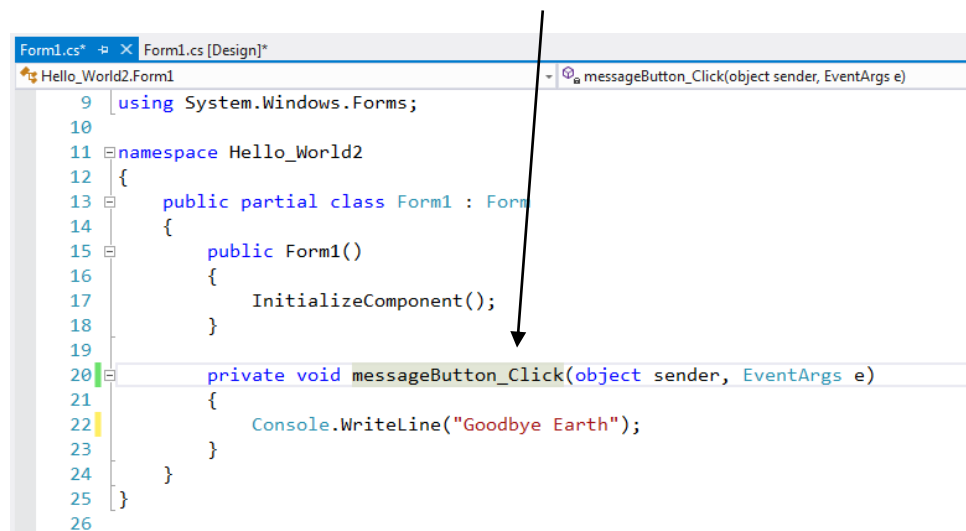 Form1.cs* Form1.cs [Design]*
Hello_World2.Form1 messageButton_Click(object sender, EventArgs e)
9 using System.Windows.Forms;
10
11 namespace Hello_World2
12 {
13 public partial class Form1 : Form
14 {
15 public Form1()
16 {
17 InitializeComponent();
18 }
19
20 private void messageButton_Click(object sender, EventArgs e)
21 {
22 Console.WriteLine("Goodbye Earth");
23 }
24 }
25 }
26